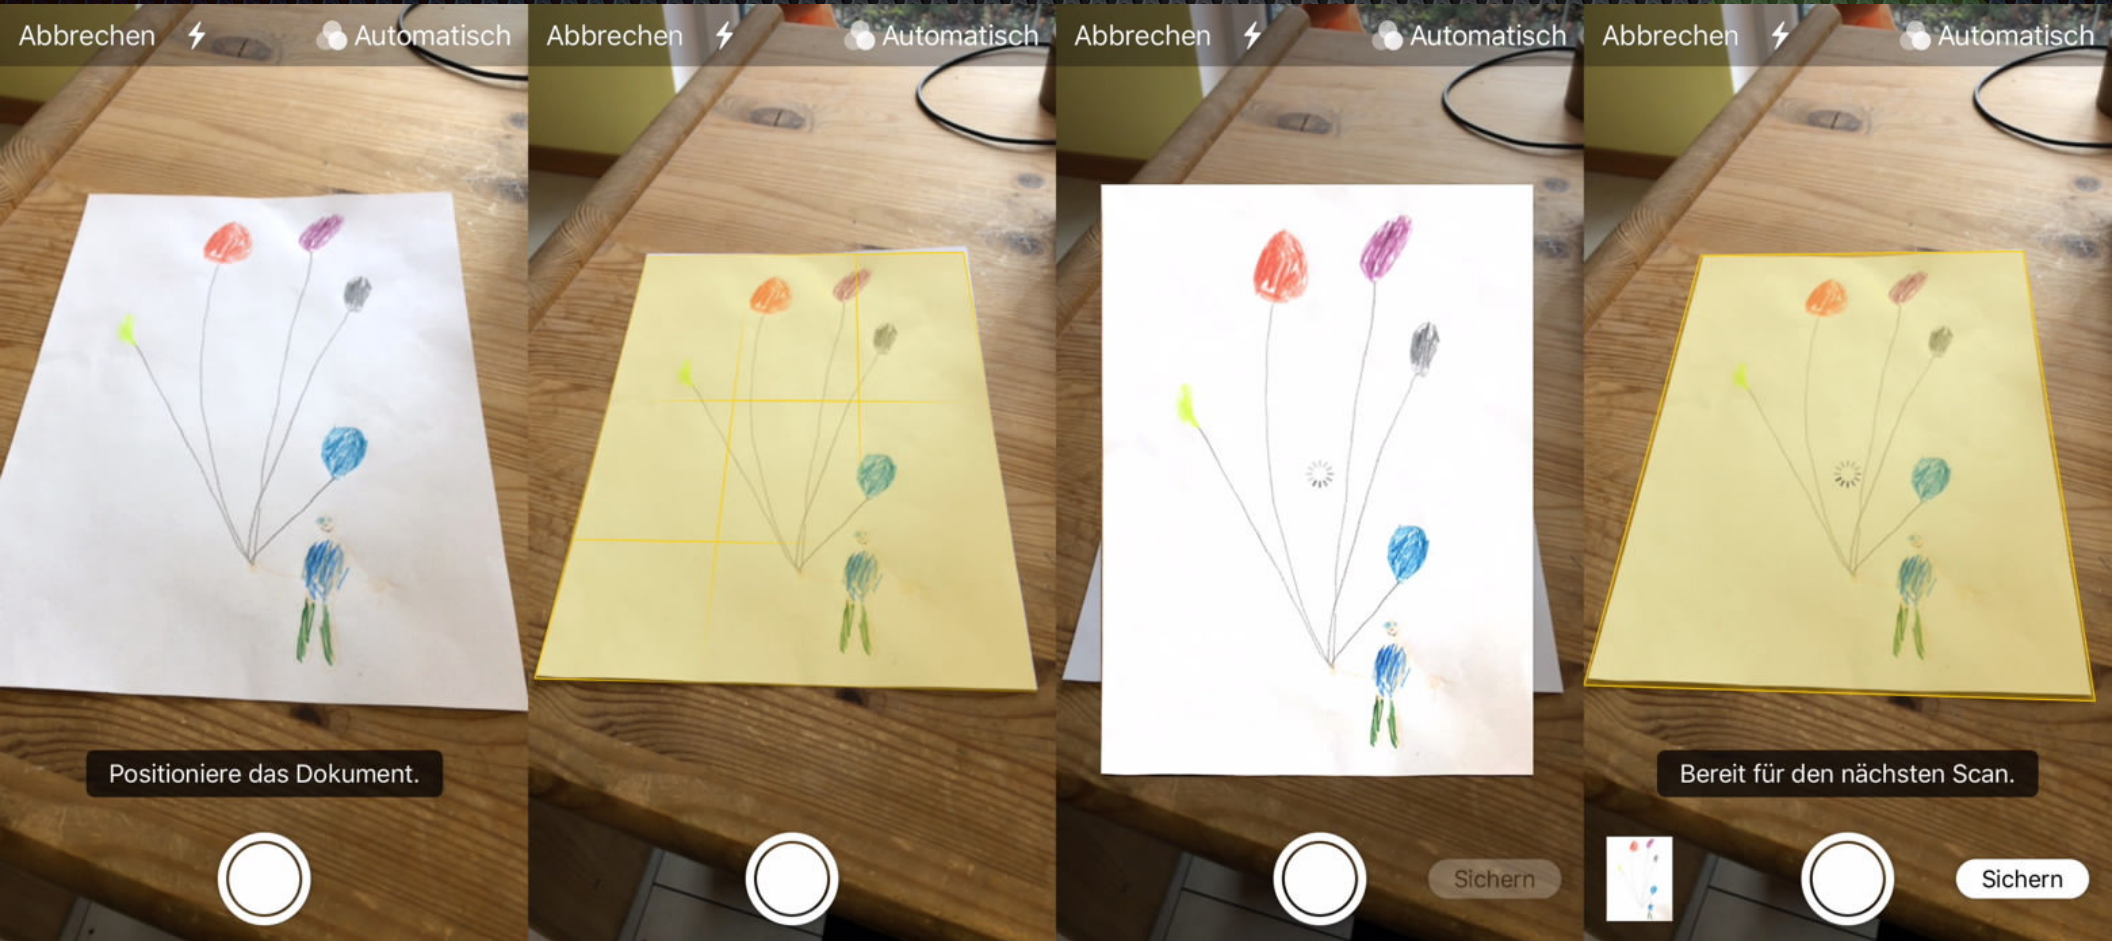 Abbrechen
Automatisch
Positioniere das Dokument.
Abbrechen
Automatisch
Abbrechen
Automatisch
Sichern
Abbrechen
Automatisch
Bereit für den nächsten Scan.
Sichern